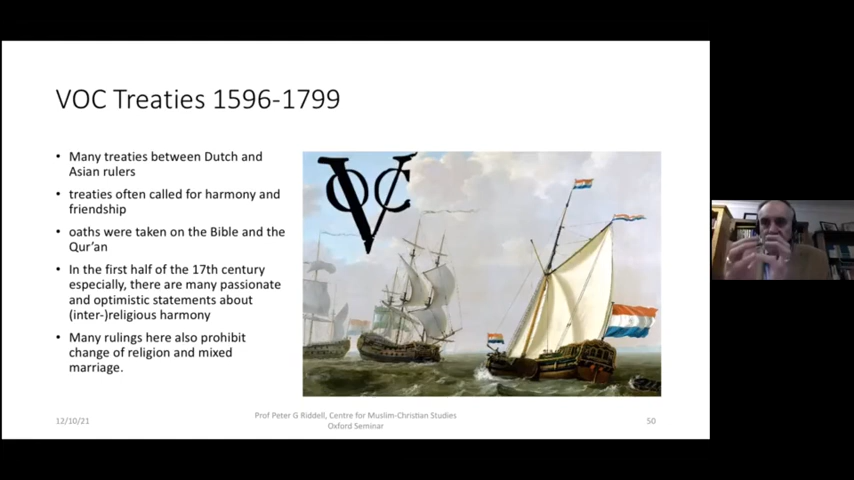 VOC Treaties 1596-1799
• Many treaties between Dutch and
Asian rulers
• treaties often called for harmony and
friendship
• oaths were taken on the Bible and the
Qur'an
• In the first half of the 17th century
especially, there are many passionate
and optimistic statements about
(inter-)religious harmony
• Many rulings here also prohibit
change of religion and mixed
marriage.
VOC
12/10/21
Prof Peter G Riddell, Centre for Muslim-Christian Studies
Oxford Seminar
50